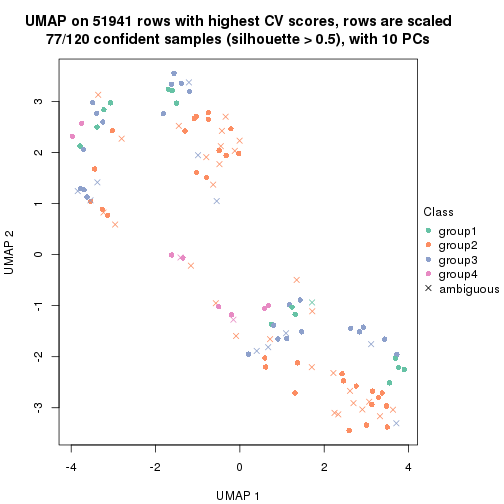 UMAP on 51941 rows with highest CV scores, rows are scaled
77/120 confident samples (silhouette > 0.5), with 10 PCs
UMAP 2
3
2
1
0
-1
-2
-3
-4
-2
0
2
4
UMAP 1
Class
group1
group2
group3
group4
ambiguous